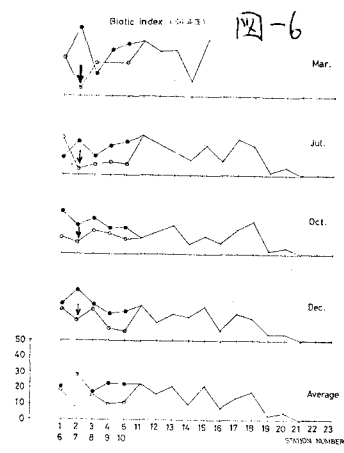 Biotic Index
図-6
Mar.
Jul.
Oct.
Dec.
50
40
30
20
10
0
Average
1 2 3 4 5 11 12 13 14 15 16 17 18 19 20 21 22 23
6 7 8 9 10
STATION NUMBER